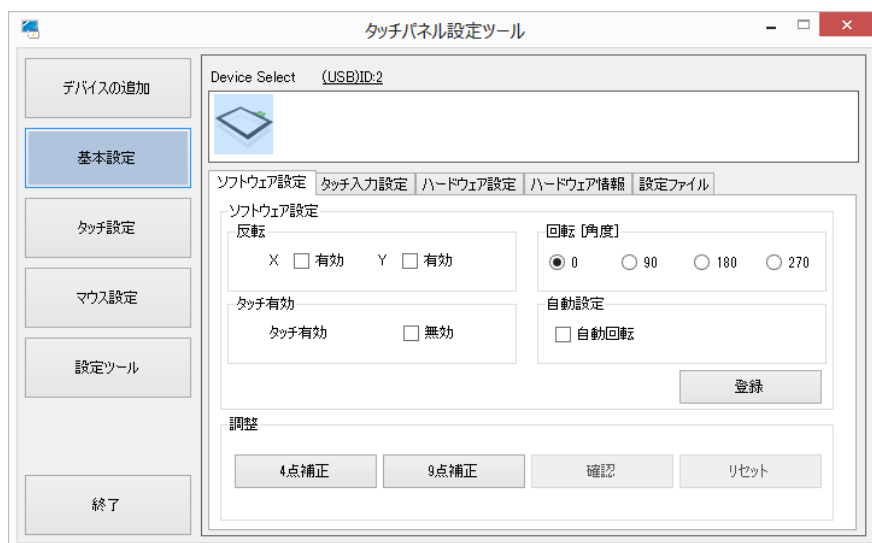 タッチパネル設定ツール
デバイスの追加
基本設定
タッチ設定
マウス設定
設定ツール
終了
Device Select (USB)ID:2
ソフトウェア設定 タッチ入力設定 ハードウェア設定 ハードウェア情報 設定ファイル
ソフトウェア設定
反転
X 有効 Y 有効
回転 [角度]
0 90 180 270
タッチ有効
タッチ有効 無効
自動設定
自動回転
登録
調整
4点補正 9点補正 確認 リセット